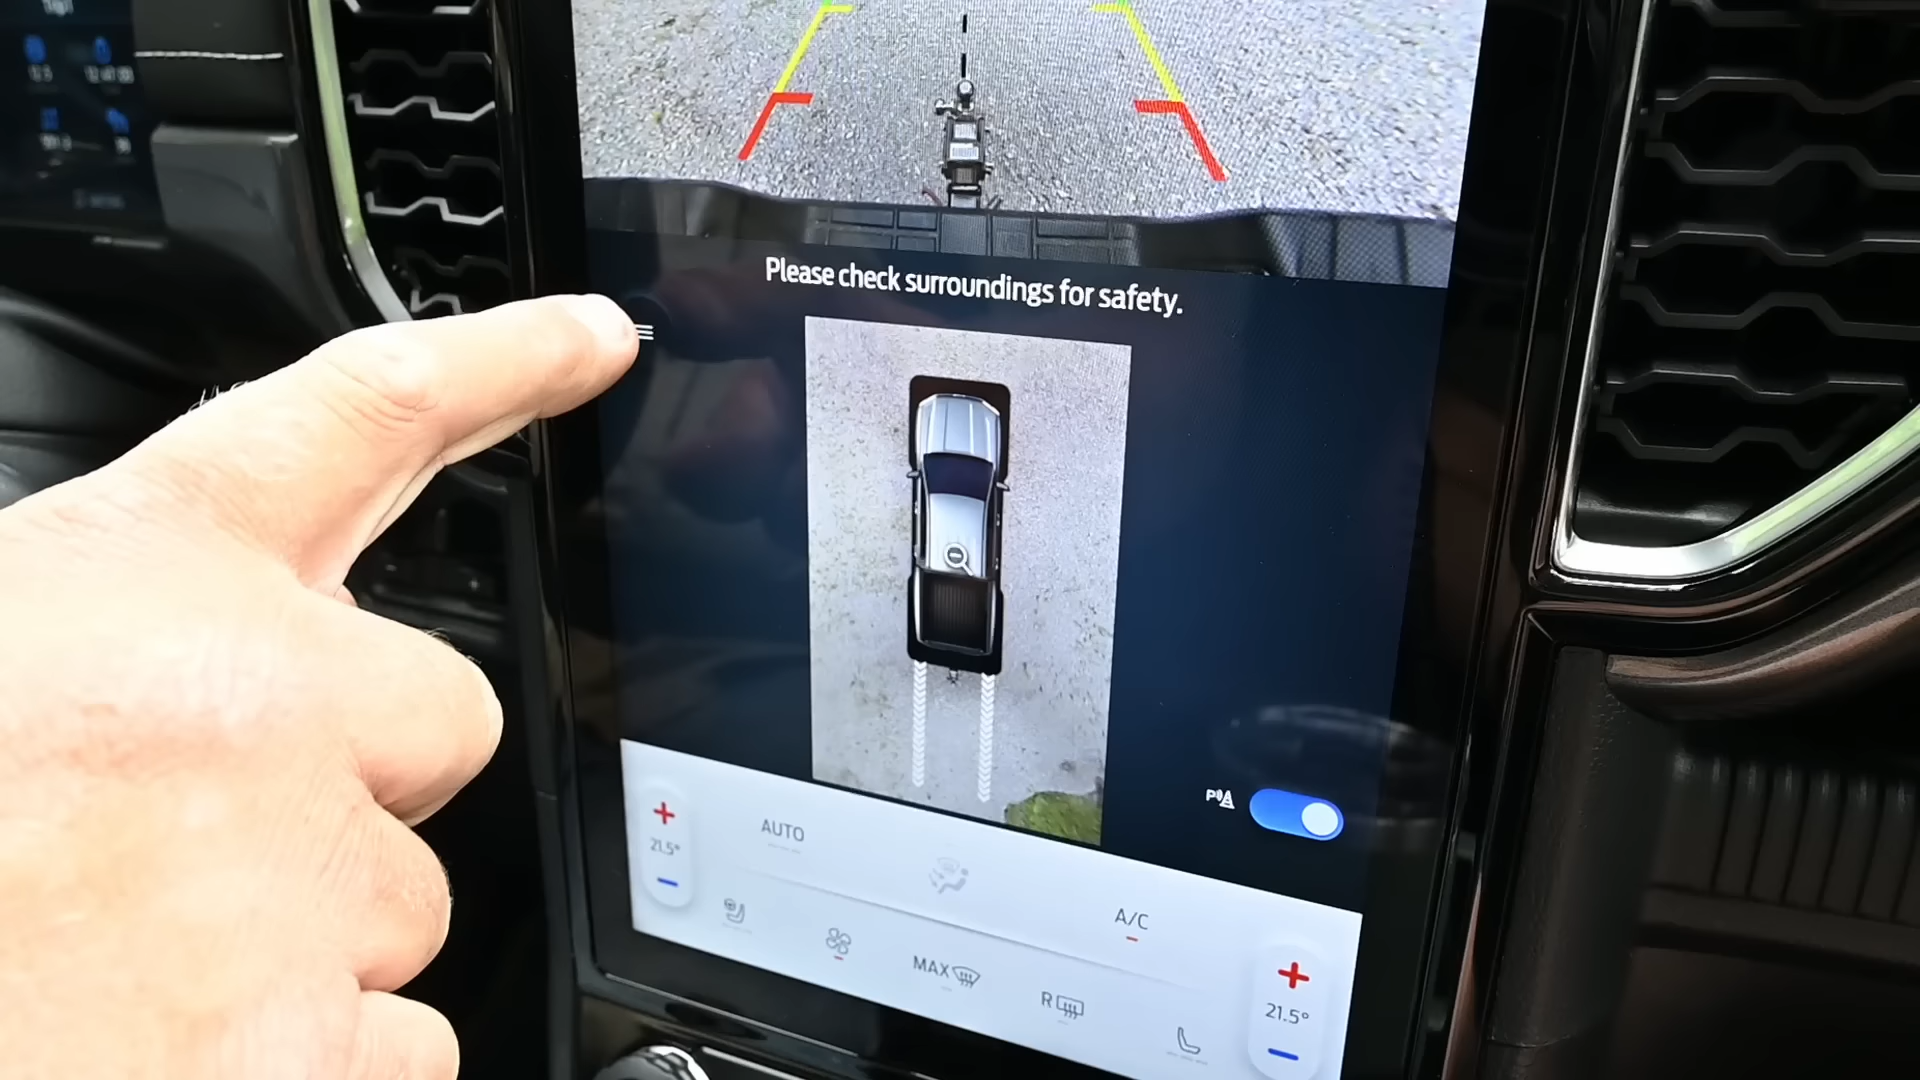 Please check surroundings for safety.
P
AUTO
21.5°
A/C
MAX
R
21.5°